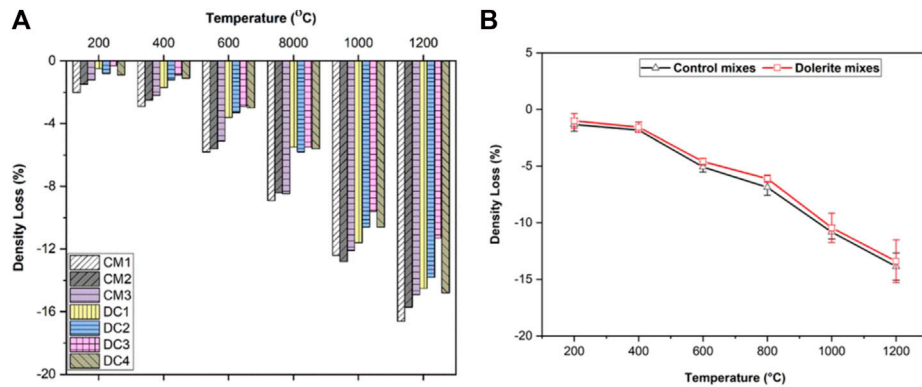 A
Temperature (⁰C)
200 400 600 8000 1000 1200
0
-4
-8
-12
-16
-20
Density Loss (%)
CM1
CM2
CM3
DC1
DC2
DC3
DC4
B
5
0
-5
-10
-15
-20
Density Loss (%)
Control mixes Dolerite mixes
200 400 600 800 1000 1200
Temperature (°C)